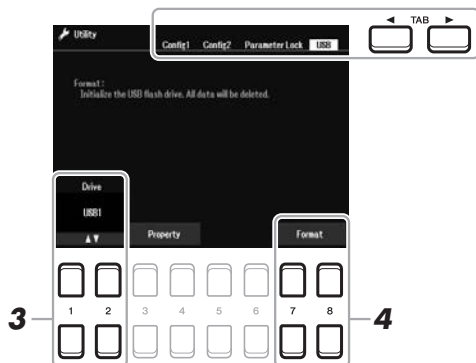 Utility
Config1 Config2 Parameter Lock USB
◄ TAB ►
Format :
Initialize the USB flash drive. All data will be deleted.
Drive
USB1
▲▼ Property Format
1 2 3 4 5 6 7 8
3 4